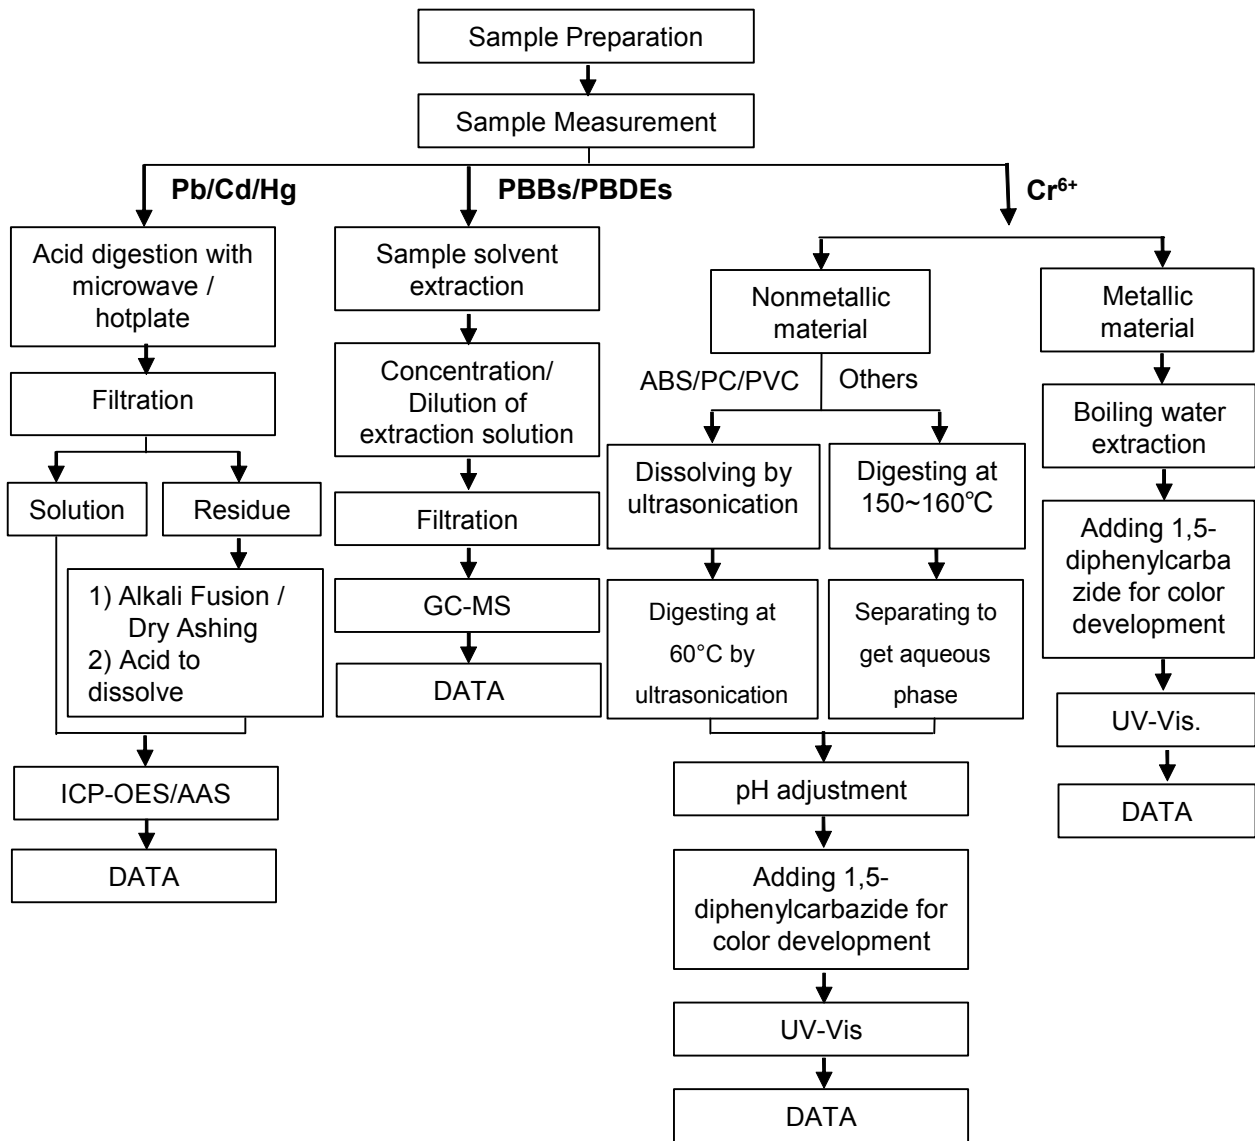 Sample Preparation
Sample Measurement
Pb/Cd/Hg
PBBs/PBDEs
Cr⁶⁺
Acid digestion with
microwave /
hotplate
Filtration
Solution
Residue
1) Alkali Fusion /
Dry Ashing
2) Acid to
dissolve
ICP-OES/AAS
DATA
Sample solvent
extraction
Concentration/
Dilution of
extraction solution
Filtration
GC-MS
DATA
Nonmetallic
material
ABS/PC/PVC
Others
Dissolving by
ultrasonication
Digesting at
60°C by
ultrasonication
Digesting at
150~160℃
Separating to
get aqueous
phase
pH adjustment
Adding 1,5-
diphenylcarbazide for
color development
UV-Vis
DATA
Metallic
material
Boiling water
extraction
Adding 1,5-
diphenylcarba
zide for color
development
UV-Vis.
DATA